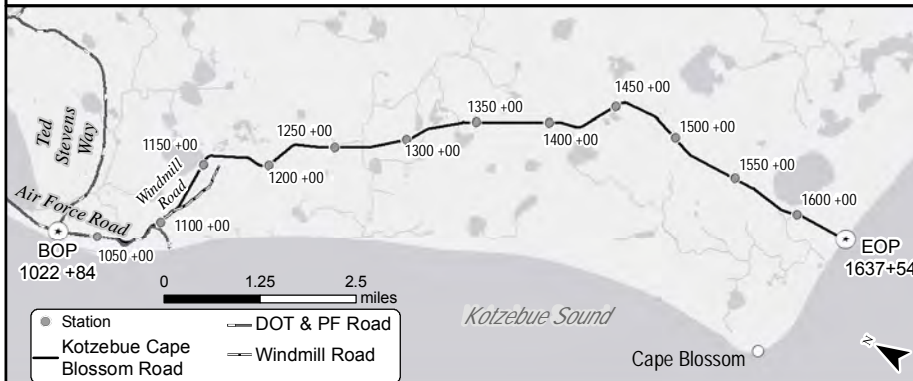 Ted
Stevens
Way
Air Force Road
Windmill
Road
BOP
1022 +84
1050 +00
1100 +00
1150 +00
1200 +00
1250 +00
1300 +00
1350 +00
1400 +00
1450 +00
1500 +00
1550 +00
1600 +00
EOP
1637+54
0 1.25 2.5
miles
Station
Kotzebue Cape
Blossom Road
DOT & PF Road
Windmill Road
Kotzebue Sound
Cape Blossom
N